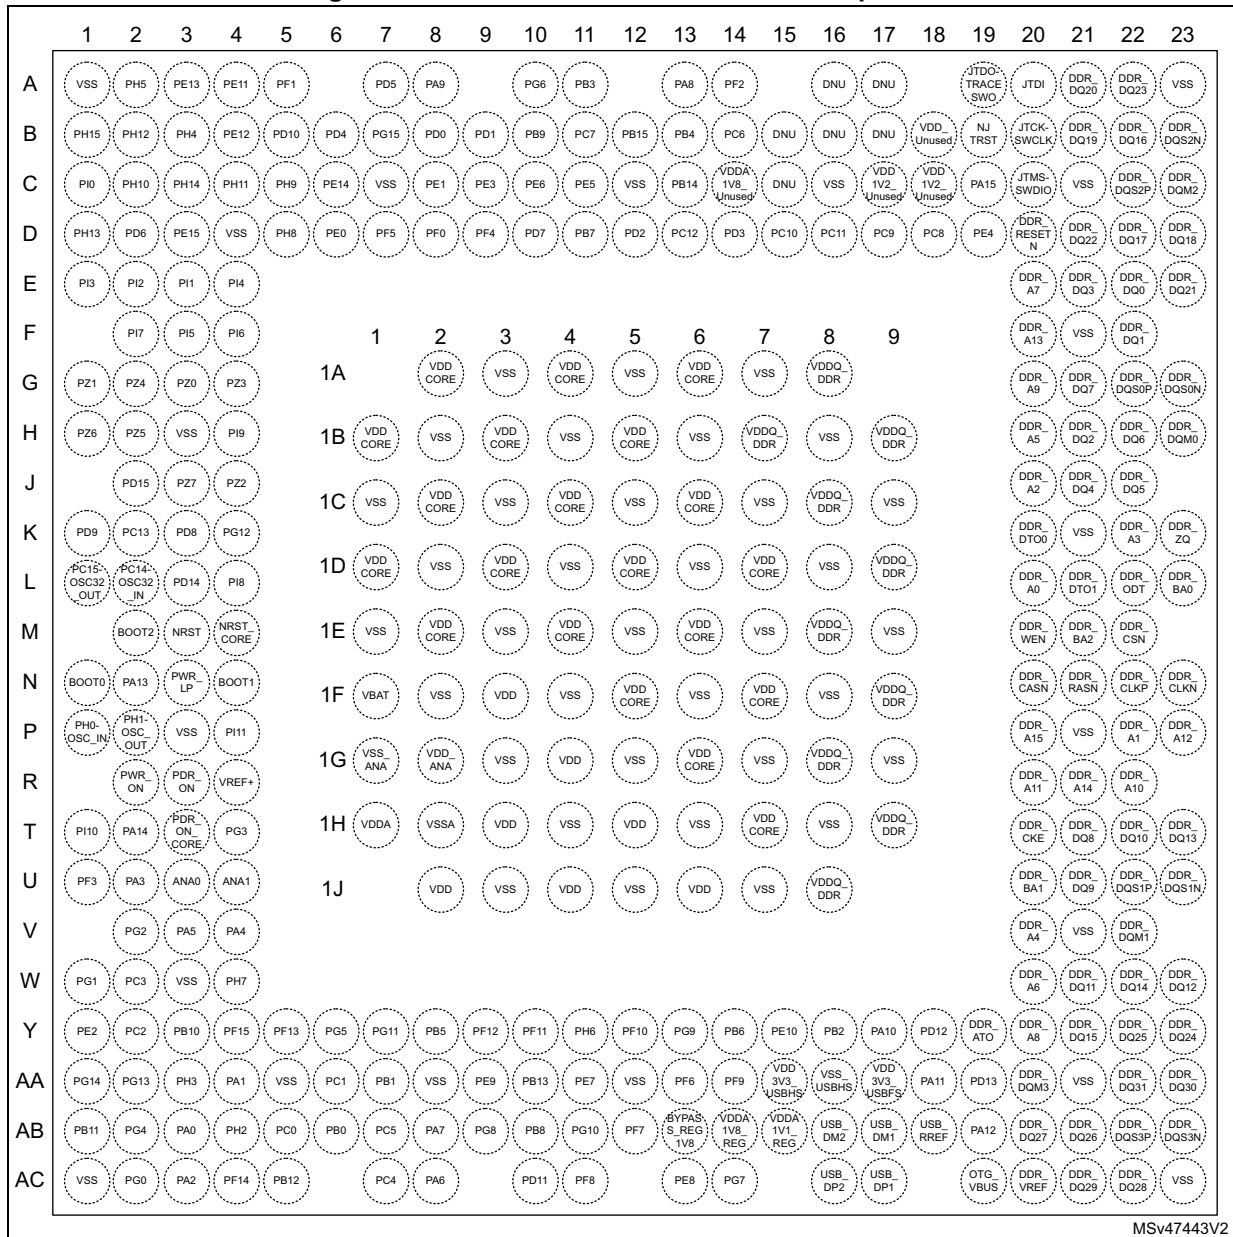 1 2 3 4 5 6 7 8 9 10 11 12 13 14 15 16 17 18 19 20 21 22 23
A VSS PH5 PE13 PE11 PF1 PD5 PA9 PG6 PB3 PA8 PF2 DNU DNU JTDO-TRACESWO JTDI DDR_DQ20 DDR_DQ23 VSS
B PH15 PH12 PH4 PE12 PD10 PD4 PG15 PD0 PD1 PB9 PC7 PB15 PB4 PC6 DNU DNU DNU VDD_Unused NJTRST JTCK-SWCLK DDR_DQ19 DDR_DQ16 DDR_DQS2N
C PI0 PH10 PH14 PH11 PH9 PE14 VSS PE1 PE3 PE6 PE5 VSS PB14 VDDA1V8_Unused DNU VSS VDD1V2_Unused VDD1V2_Unused PA15 JTMS-SWDIO VSS DDR_DQS2P DDR_DQM2
D PH13 PD6 PE15 VSS PH8 PE0 PF5 PF0 PF4 PD7 PB7 PD2 PC12 PD3 PC10 PC11 PC9 PC8 PE4 DDR_RESETN DDR_DQ22 DDR_DQ17 DDR_DQ18
E PI3 PI2 PI1 PI4 DDR_A7 DDR_DQ3 DDR_DQ0 DDR_DQ21
F PI7 PI5 PI6 DDR_A13 VSS DDR_DQ1
G PZ1 PZ4 PZ0 PZ3 DDR_A9 DDR_DQ7 DDR_DQS0P DDR_DQS0N
H PZ6 PZ5 VSS PI9 DDR_A5 DDR_DQ2 DDR_DQ6 DDR_DQM0
J PD15 PZ7 PZ2 DDR_A2 DDR_DQ4 DDR_DQ5
K PD9 PC13 PD8 PG12 DDR_DTO0 VSS DDR_A3 DDR_ZQ
L PC15-OSC32_OUT PC14-OSC32_IN PD14 PI8 DDR_A0 DDR_DTO1 DDR_ODT DDR_BA0
M BOOT2 NRST NRST_CORE DDR_WEN DDR_BA2 DDR_CSN
N BOOT0 PA13 PWR_LP BOOT1 DDR_CASN DDR_RASN DDR_CLKP DDR_CLKN
P PH0-OSC_IN PH1-OSC_OUT VSS PI11 DDR_A15 VSS DDR_A1 DDR_A12
R PWR_ON PDR_ON VREF+ DDR_A11 DDR_A14 DDR_A10
T PI10 PA14 PDR_ON_CORE PG3 DDR_CKE DDR_DQ8 DDR_DQ10 DDR_DQ13
U PF3 PA3 ANA0 ANA1 DDR_BA1 DDR_DQ9 DDR_DQS1P DDR_DQS1N
V PG2 PA5 PA4 DDR_A4 VSS DDR_DQM1
W PG1 PC3 VSS PH7 DDR_A6 DDR_DQ11 DDR_DQ14 DDR_DQ12
1 2 3 4 5 6 7 8 9
1A VDDCORE VSS VDDCORE VSS VDDCORE VSS VDDQ_DDR
1B VDDCORE VSS VDDCORE VSS VDDCORE VSS VDDQ_DDR VSS VDDQ_DDR
1C VSS VDDCORE VSS VDDCORE VSS VDDCORE VSS VDDQ_DDR VSS
1D VDDCORE VSS VDDCORE VSS VDDCORE VSS VDDCORE VSS VDDQ_DDR
1E VSS VDDCORE VSS VDDCORE VSS VDDCORE VSS VDDQ_DDR VSS
1F VBAT VSS VDD VSS VDDCORE VSS VDDCORE VSS VDDQ_DDR
1G VSS_ANA VDD_ANA VSS VDD VSS VDDCORE VSS VDDQ_DDR VSS
1H VDDA VSSA VDD VSS VDD VSS VDDCORE VSS VDDQ_DDR
1J VDD VSS VDD VSS VDD VSS VDDQ_DDR
Y PE2 PC2 PB10 PF15 PF13 PG5 PG11 PB5 PF12 PF11 PH6 PF10 PG9 PB6 PE10 PB2 PA10 PD12 DDR_ATO DDR_A8 DDR_DQ15 DDR_DQ25 DDR_DQ24
AA PG14 PG13 PH3 PA1 VSS PC1 PB1 VSS PE9 PB13 PE7 VSS PF6 PF9 VDD3V3_USBHS VSS_USBHS VDD3V3_USBFS PA11 PD13 DDR_DQM3 VSS DDR_DQ31 DDR_DQ30
AB PB11 PG4 PA0 PH2 PC0 PB0 PC5 PA7 PG8 PB8 PG10 PF7 BYPASS_REG1V8 VDDA1V8_REG VDDA1V1_REG USB_DM2 USB_DM1 USB_RREF PA12 DDR_DQ27 DDR_DQ26 DDR_DQS3P DDR_DQS3N
AC VSS PG0 PA2 PF14 PB12 PC4 PA6 PD11 PF8 PE8 PG7 USB_DP2 USB_DP1 OTG_VBUS DDR_VREF DDR_DQ29 DDR_DQ28 VSS
MSv47443V2